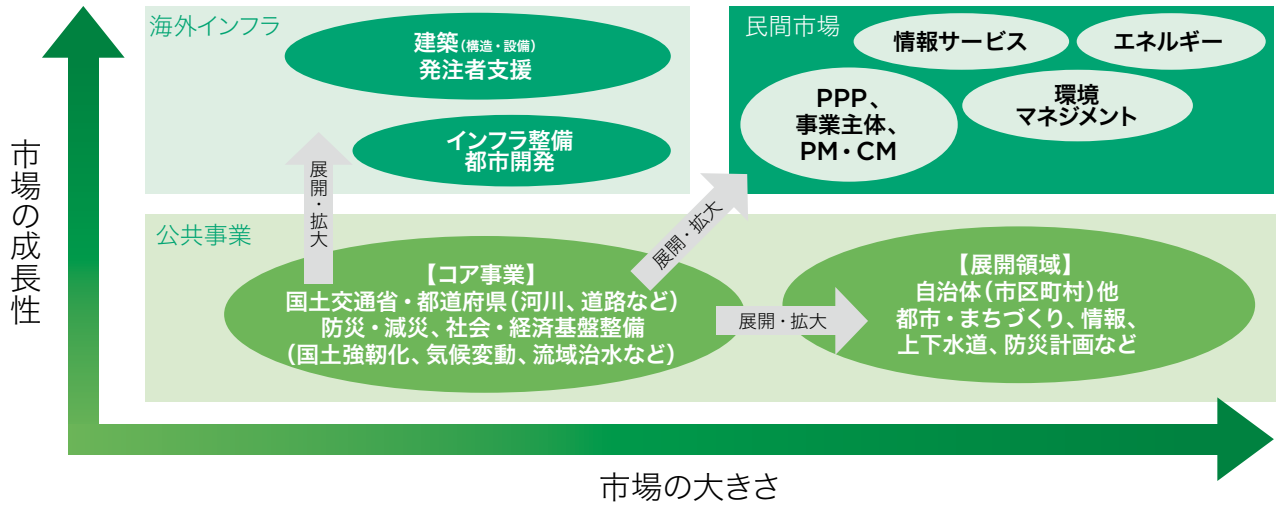 市場の成長性
海外インフラ
建築(構造・設備)
発注者支援
インフラ整備
都市開発
民間市場
情報サービス
エネルギー
PPP、
事業主体、
PM・CM
環境
マネジメント
展開・拡大
展開・拡大
公共事業
【コア事業】
国土交通省・都道府県(河川、道路など)
防災・減災、社会・経済基盤整備
(国土強靭化、気候変動、流域治水など)
展開・拡大
【展開領域】
自治体(市区町村)他
都市・まちづくり、情報、
上下水道、防災計画など
市場の大きさ